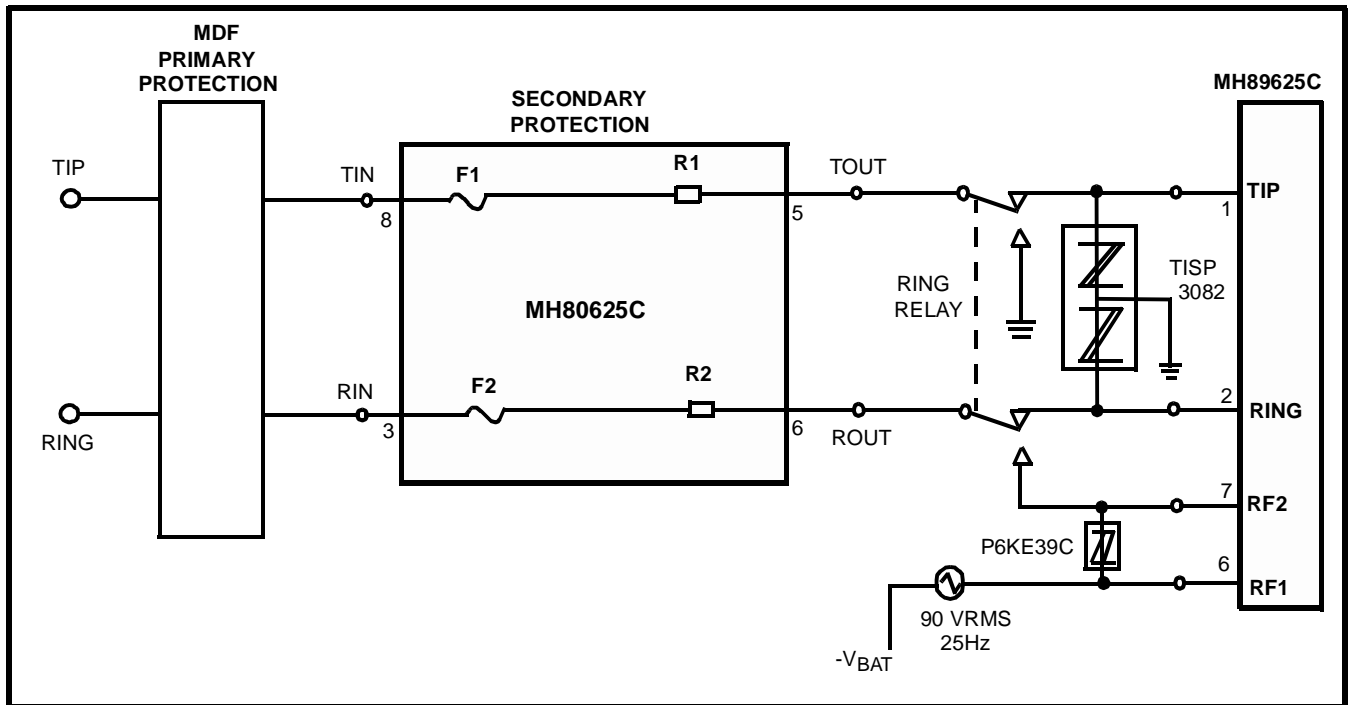 MDF
PRIMARY
PROTECTION
SECONDARY
PROTECTION
MH89625C
TIP
TIN
8
F1
R1
5
TOUT
TIP
1
RING
RELAY
TISP
3082
MH80625C
RING
RIN
3
F2
R2
6
ROUT
2
RING
7
RF2
P6KE39C
6
RF1
90 VRMS
25Hz
-VBAT